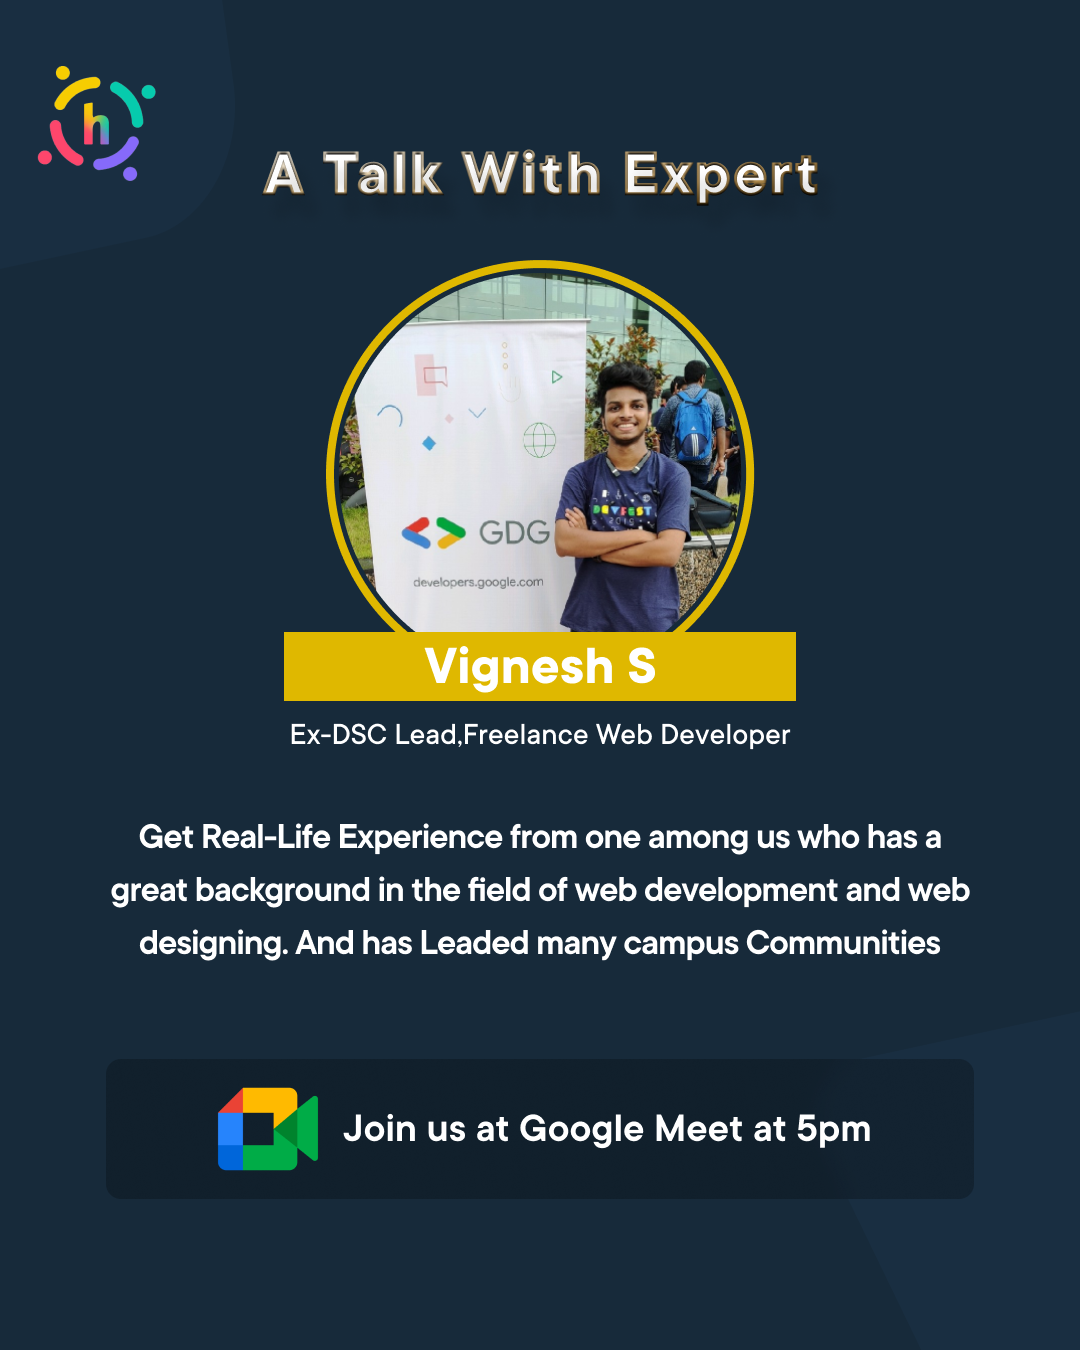 h
A Talk With Expert
GDG
developers.google.com
DEVFEST
Vignesh S
Ex-DSC Lead,Freelance Web Developer
Get Real-Life Experience from one among us who has a
great background in the field of web development and web
designing. And has Leaded many campus Communities
Join us at Google Meet at 5pm